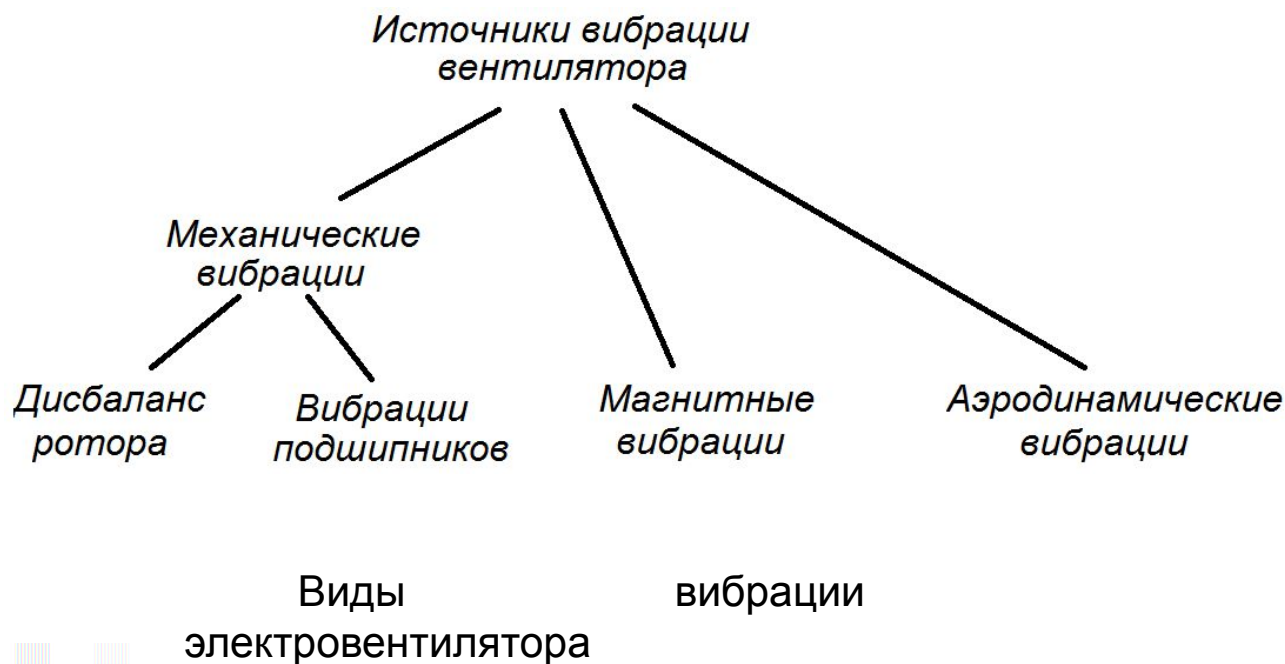 Источники вибрации
вентилятора
Механические
вибрации
Дисбаланс
ротора
Вибрации
подшипников
Магнитные
вибрации
Аэродинамические
вибрации
Виды вибрации
электровентилятора